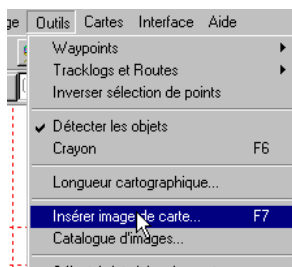 Outils Cartes Interface Aide
Waypoints
Tracklogs et Routes
Inverser sélection de points
Détecter les objets
Crayon F6
Longueur cartographique...
Insérer image de carte... F7
Catalogue d'images...